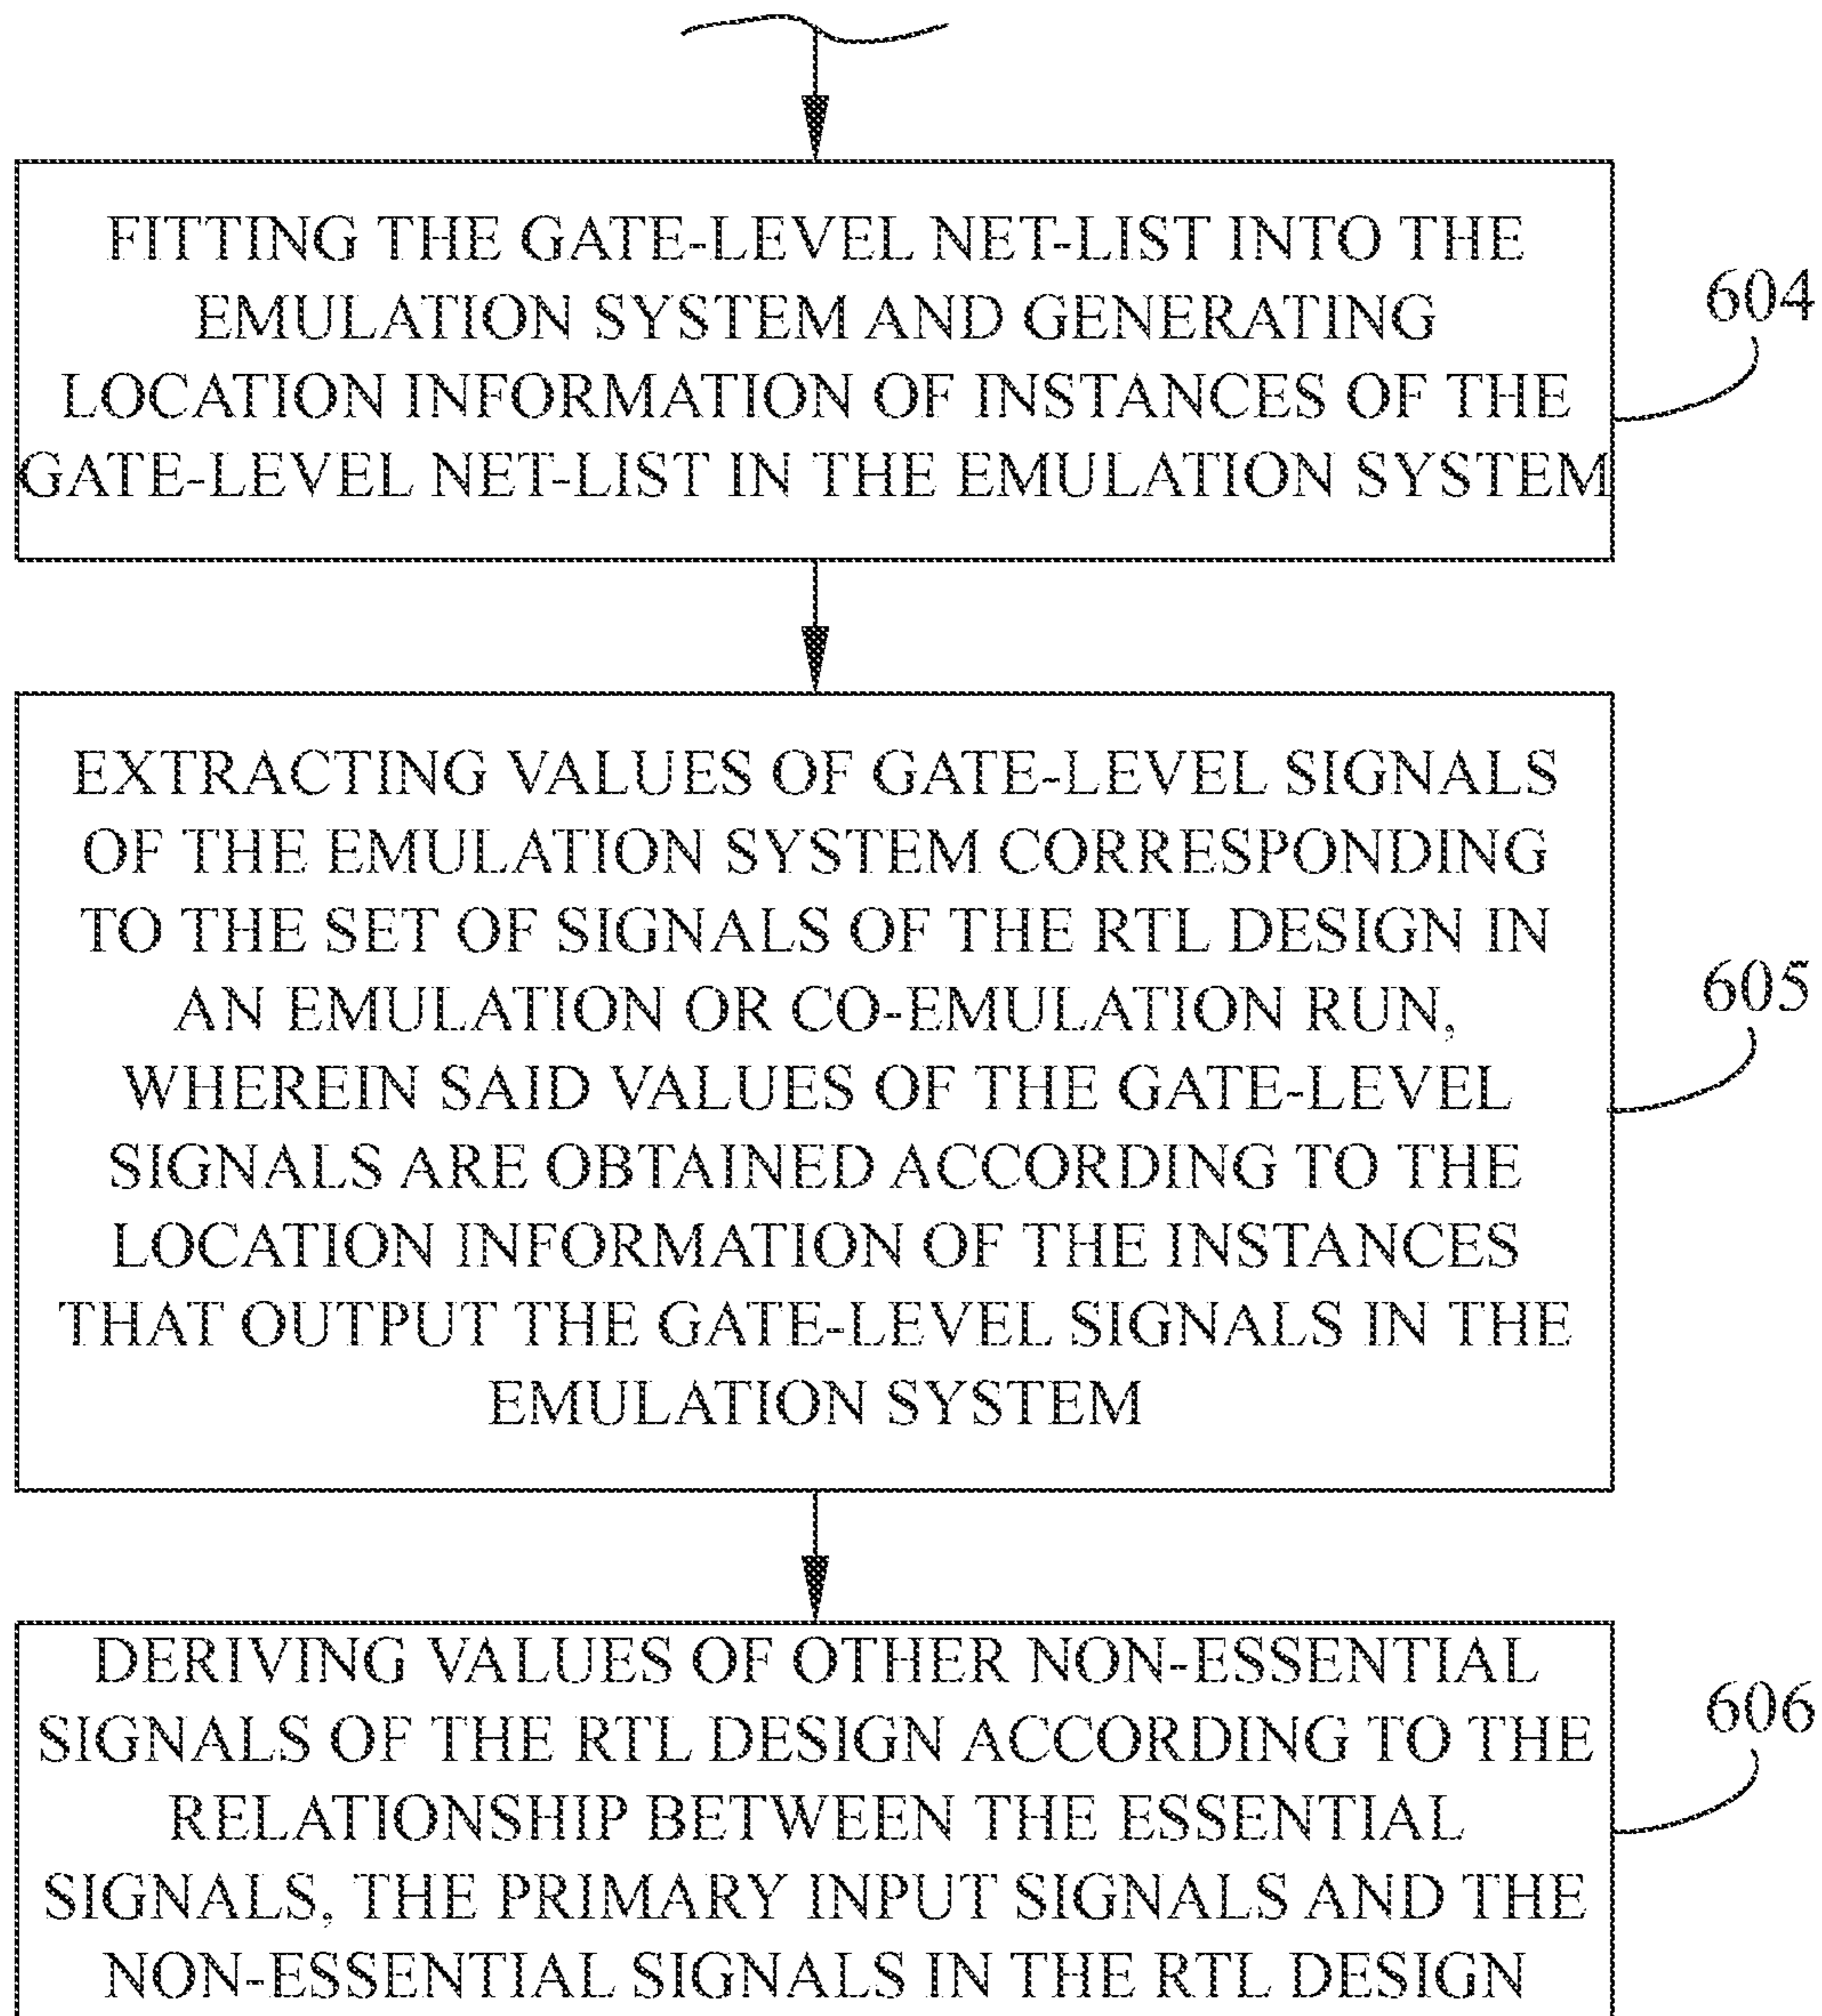 FITTING THE GATE-LEVEL NET-LIST INTO THE
EMULATION SYSTEM AND GENERATING
LOCATION INFORMATION OF INSTANCES OF THE
GATE-LEVEL NET-LIST IN THE EMULATION SYSTEM
604
EXTRACTING VALUES OF GATE-LEVEL SIGNALS
OF THE EMULATION SYSTEM CORRESPONDING
TO THE SET OF SIGNALS OF THE RTL DESIGN IN
AN EMULATION OR CO-EMULATION RUN,
WHEREIN SAID VALUES OF THE GATE-LEVEL
SIGNALS ARE OBTAINED ACCORDING TO THE
LOCATION INFORMATION OF THE INSTANCES
THAT OUTPUT THE GATE-LEVEL SIGNALS IN THE
EMULATION SYSTEM
605
DERIVING VALUES OF OTHER NON-ESSENTIAL
SIGNALS OF THE RTL DESIGN ACCORDING TO THE
RELATIONSHIP BETWEEN THE ESSENTIAL
SIGNALS, THE PRIMARY INPUT SIGNALS AND THE
NON-ESSENTIAL SIGNALS IN THE RTL DESIGN
606